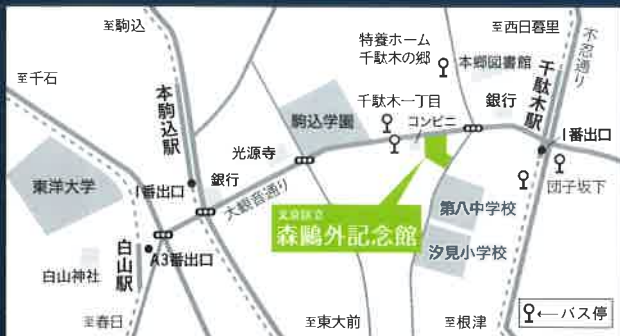 至駒込
至西日暮里
特養ホーム
千駄木の郷
不忍通り
本郷図書館
至千石
本駒込駅
千駄木一丁目
銀行
千駄木駅
コンビニ
駒込学園
1番出口
光源寺
東洋大学
1番出口
銀行
大観音通り
団子坂下
第八中学校
文京区立
森鷗外記念館
汐見小学校
白山駅
A3番出口
白山神社
至春日
至東大前
至根津
←バス停